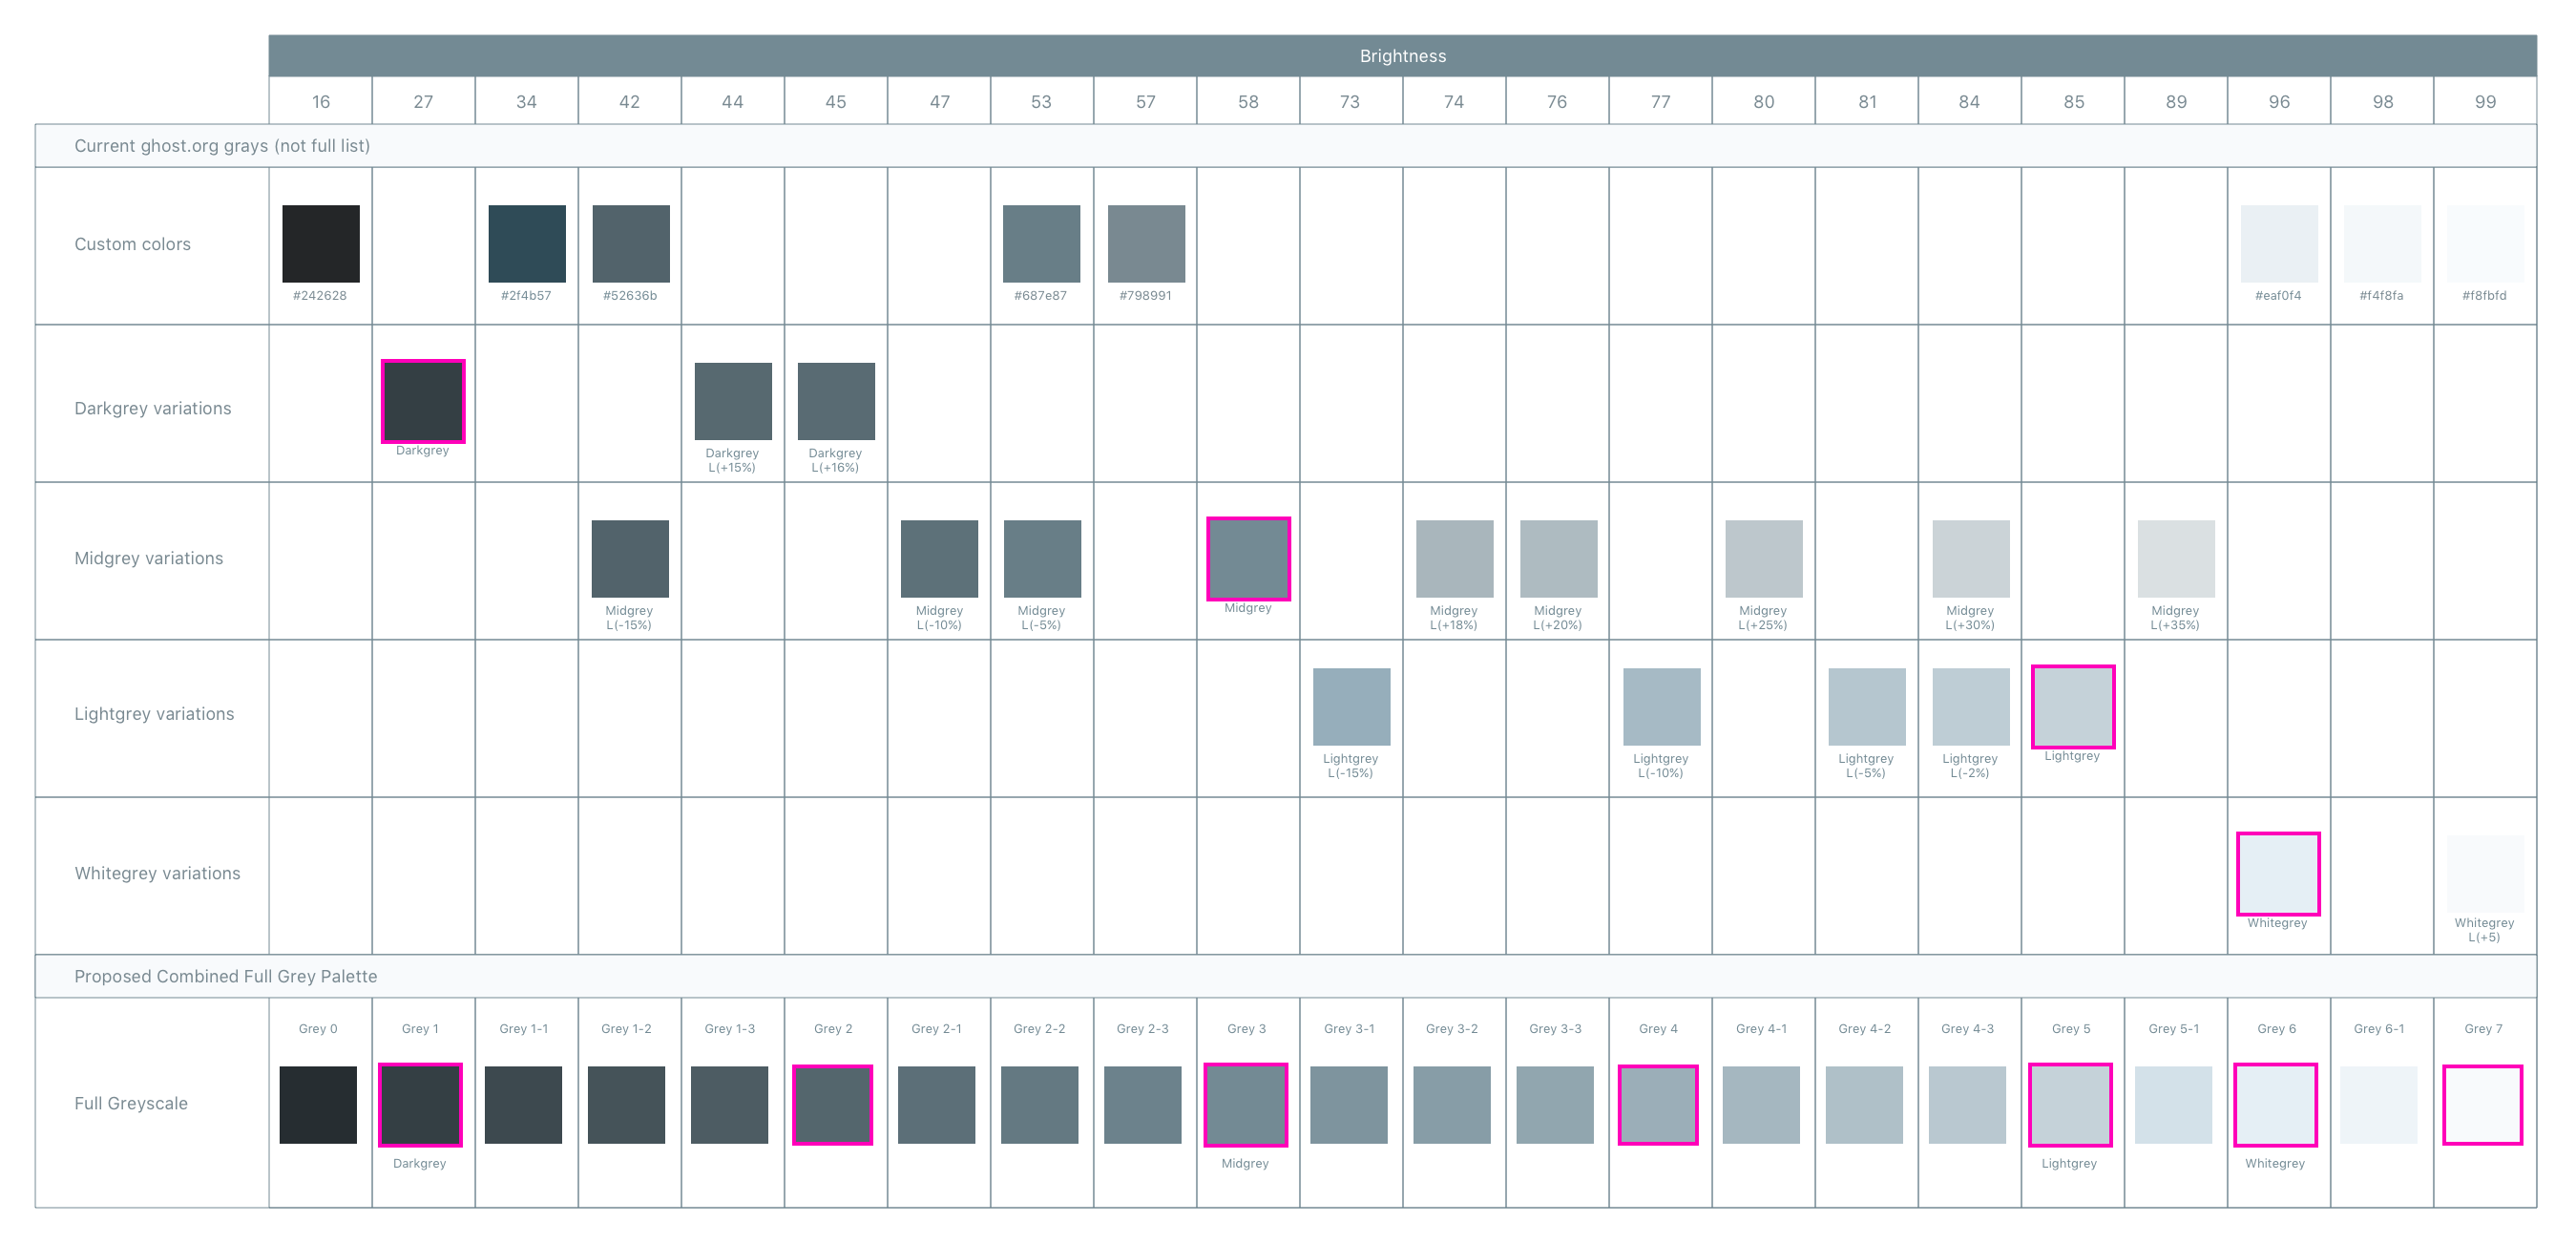 Brightness
16 27 34 42 44 45 47 53 57 58 73 74 76 77 80 81 84 85 89 96 98 99
Current ghost.org grays (not full list)
Custom colors
#242628 #2f4b57 #52636b #687e87 #798991 #eaf0f4 #f4f8fa #f8fbfd
Darkgrey variations
Darkgrey
Darkgrey
L(+15%)
Darkgrey
L(+16%)
Midgrey variations
Midgrey
L(-15%)
Midgrey
L(-10%)
Midgrey
L(-5%)
Midgrey
Midgrey
L(+18%)
Midgrey
L(+20%)
Midgrey
L(+25%)
Midgrey
L(+30%)
Midgrey
L(+35%)
Lightgrey variations
Lightgrey
L(-15%)
Lightgrey
L(-10%)
Lightgrey
L(-5%)
Lightgrey
L(-2%)
Lightgrey
Whitegrey variations
Whitegrey
Whitegrey
L(+5)
Proposed Combined Full Grey Palette
Grey 0 Grey 1 Grey 1-1 Grey 1-2 Grey 1-3 Grey 2 Grey 2-1 Grey 2-2 Grey 2-3 Grey 3 Grey 3-1 Grey 3-2 Grey 3-3 Grey 4 Grey 4-1 Grey 4-2 Grey 4-3 Grey 5 Grey 5-1 Grey 6 Grey 6-1 Grey 7
Full Greyscale
Darkgrey Midgrey Lightgrey Whitegrey